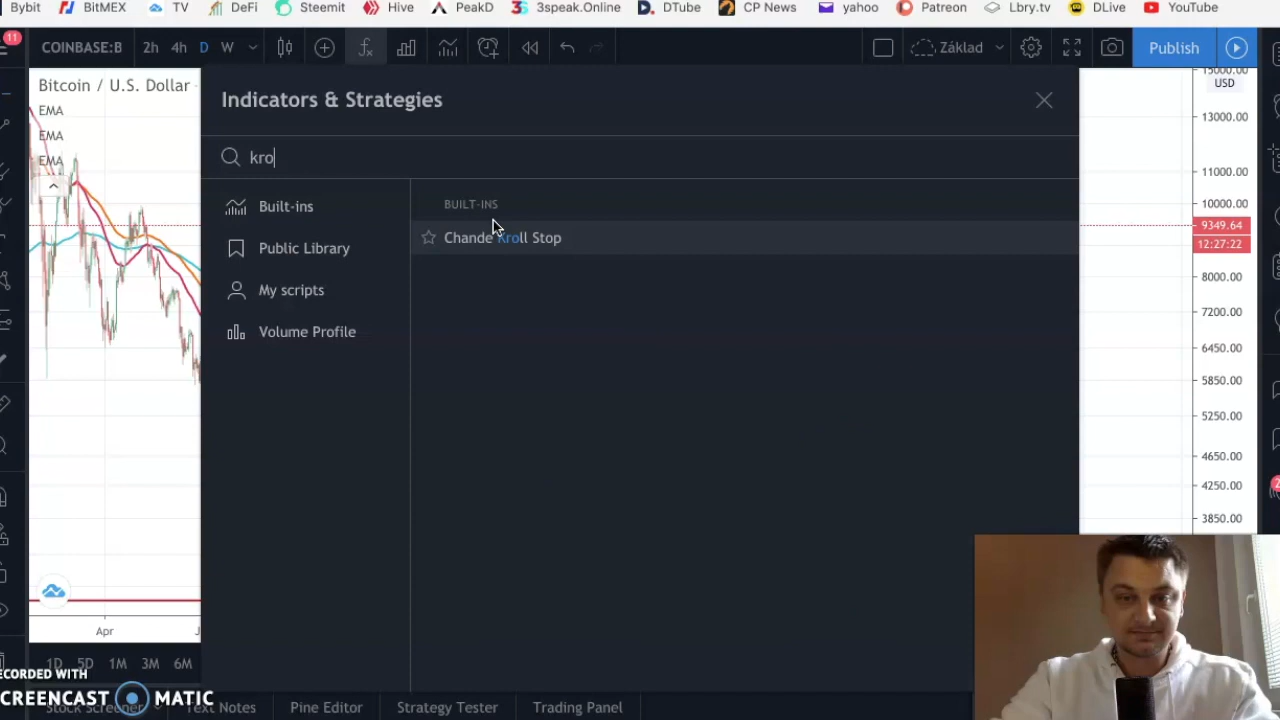 Bybit BitMEX TV DeFi Steemit Hive PeakD 3speak.Online DTube CP News yahoo Patreon Lbry.tv DLive YouTube
11
COINBASE:B 2h 4h D W Základ Publish
Bitcoin / U.S. Dollar
EMA
EMA
EMA
Indicators & Strategies
kro
Built-ins
Public Library
My scripts
Volume Profile
BUILT-INS
Chande Kroll Stop
15000.00
USD
13000.00
11000.00
10000.00
9349.64
12:27:22
8000.00
7200.00
6450.00
5850.00
5250.00
4650.00
4250.00
3850.00
Apr
1D 5D 1M 3M 6M
ECORDED WITH
SCREENCAST MATIC
Stock Screener Text Notes Pine Editor Strategy Tester Trading Panel